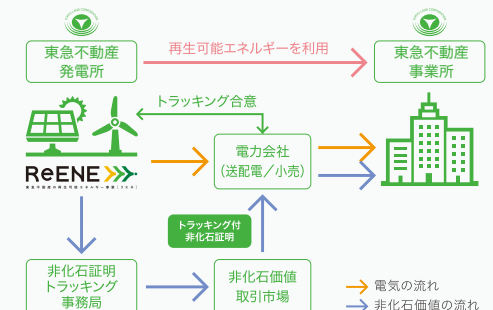 東急不動産
発電所
再生可能エネルギーを利用
東急不動産
事業所
トラッキング合意
電力会社
(送配電／小売)
ReENE
トラッキング付
非化石証明
非化石証明
トラッキング
事務局
非化石価値
取引市場
電気の流れ
非化石価値の流れ